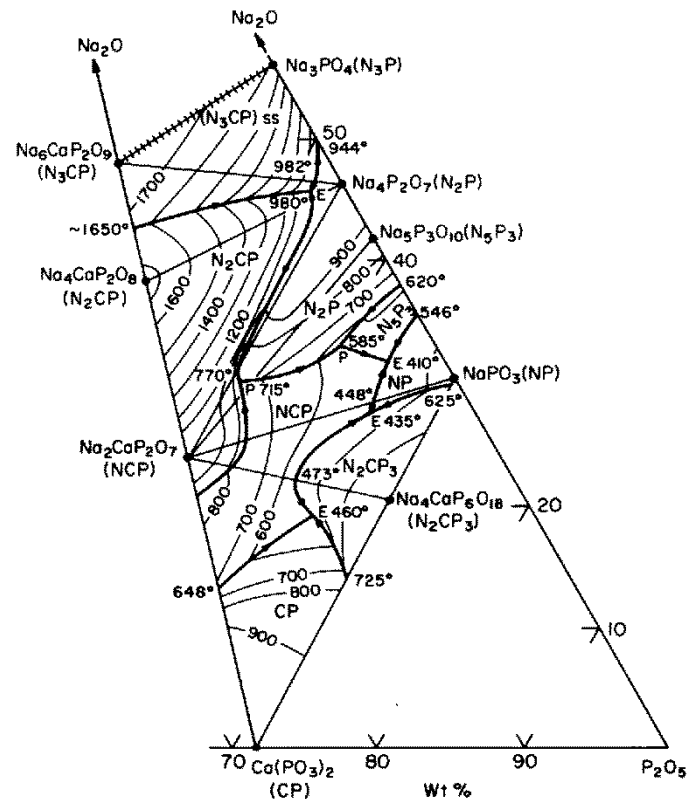 Na₂O
Na₂O
Na₃PO₄(N₃P)
(N₃CP) ss
50
944°
Na₆CaP₂O₉
(N₃CP)
1700
982°
980°
E
Na₄P₂O₇(N₂P)
~1650°
Na₅P₃O₁₀(N₅P₃)
N₂CP
900
40
Na₄CaP₂O₈
(N₂CP)
1600
800
1400
N₂P
700
620°
1200
N₅P₃
546°
585°
P
E 410°
770°
P 715°
NaPO₃(NP)
NP
448°
625°
NCP
E 435°
Na₂CaP₂O₇
(NCP)
473°
N₂CP₃
800
Na₄CaP₆O₁₈
(N₂CP₃)
20
700
E 460°
600
648°
700
725°
800
CP
10
900
70
80
90
P₂O₅
Ca(PO₃)₂
(CP)
Wt %